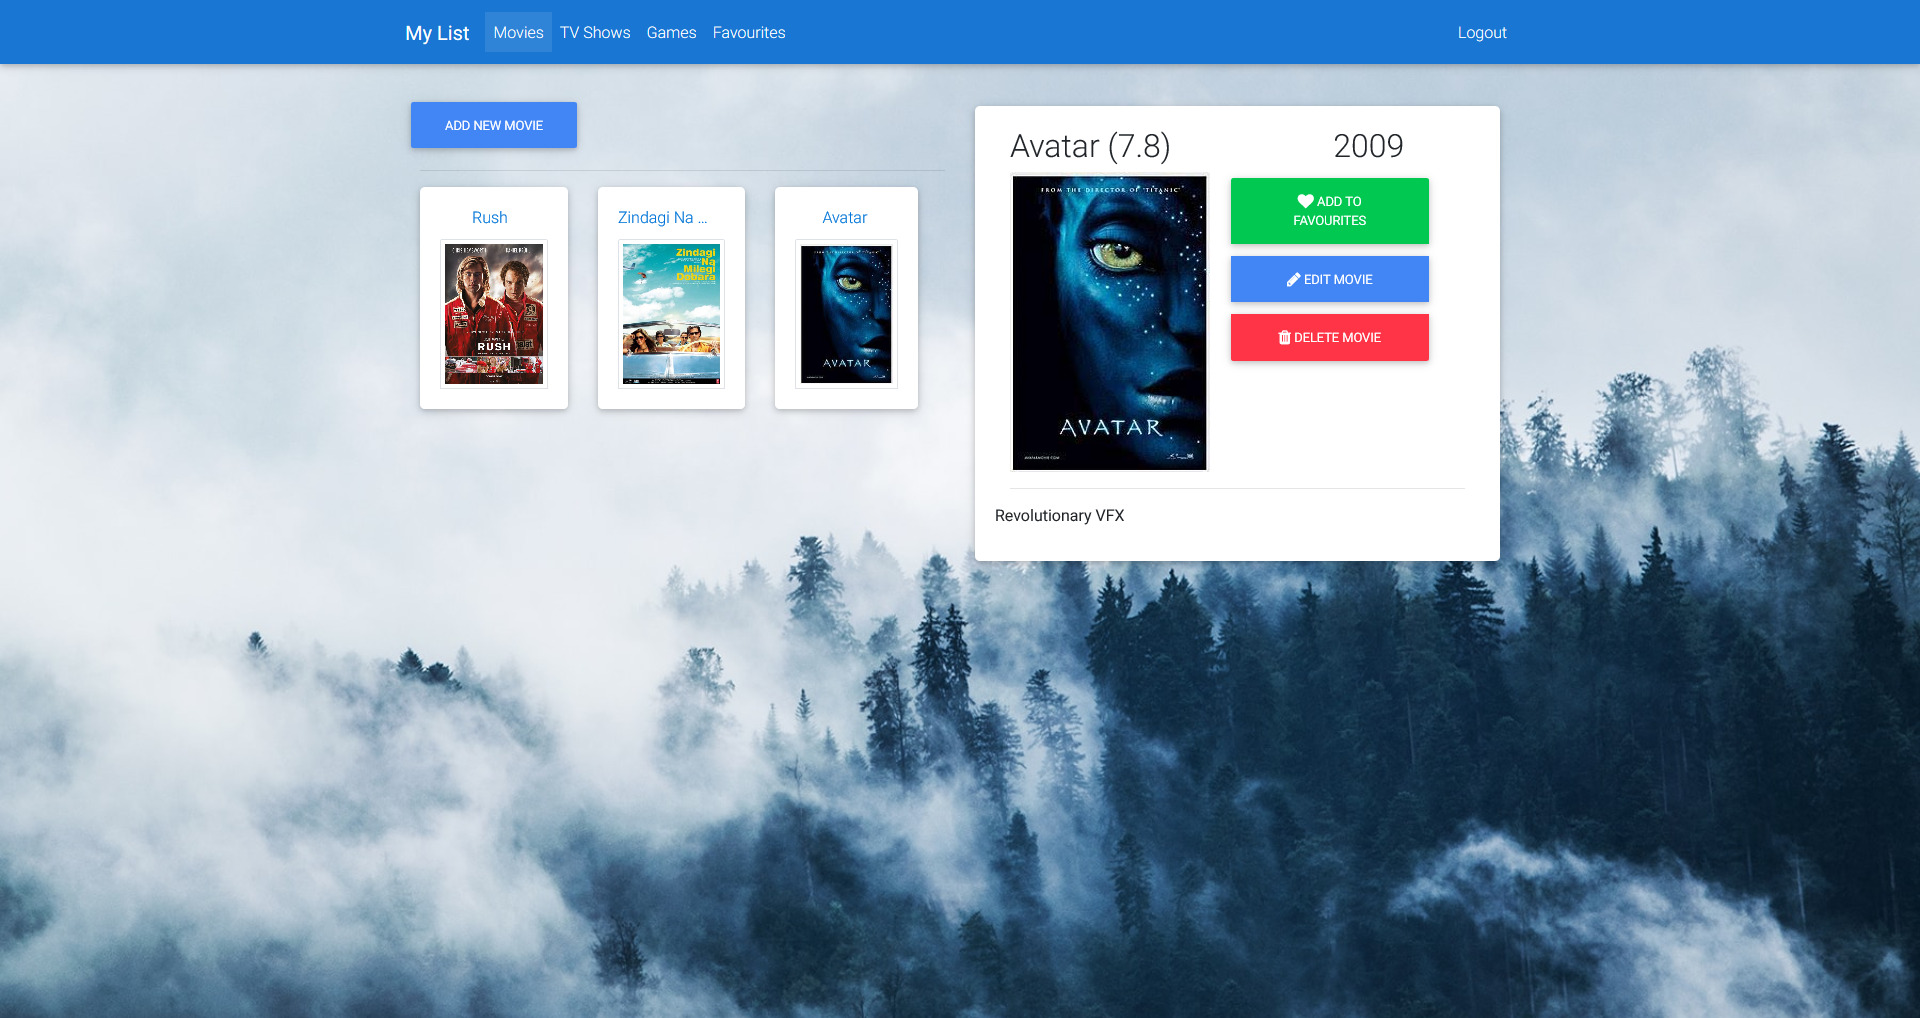 My List
Movies
TV Shows
Games
Favourites
Logout
ADD NEW MOVIE
Rush
RUSH
Zindagi Na ...
Zindagi
Na
Milegi
Dobara
Avatar
AVATAR
Avatar (7.8)
2009
FROM THE DIRECTOR OF "TITANIC"
AVATAR
ADD TO
FAVOURITES
EDIT MOVIE
DELETE MOVIE
Revolutionary VFX